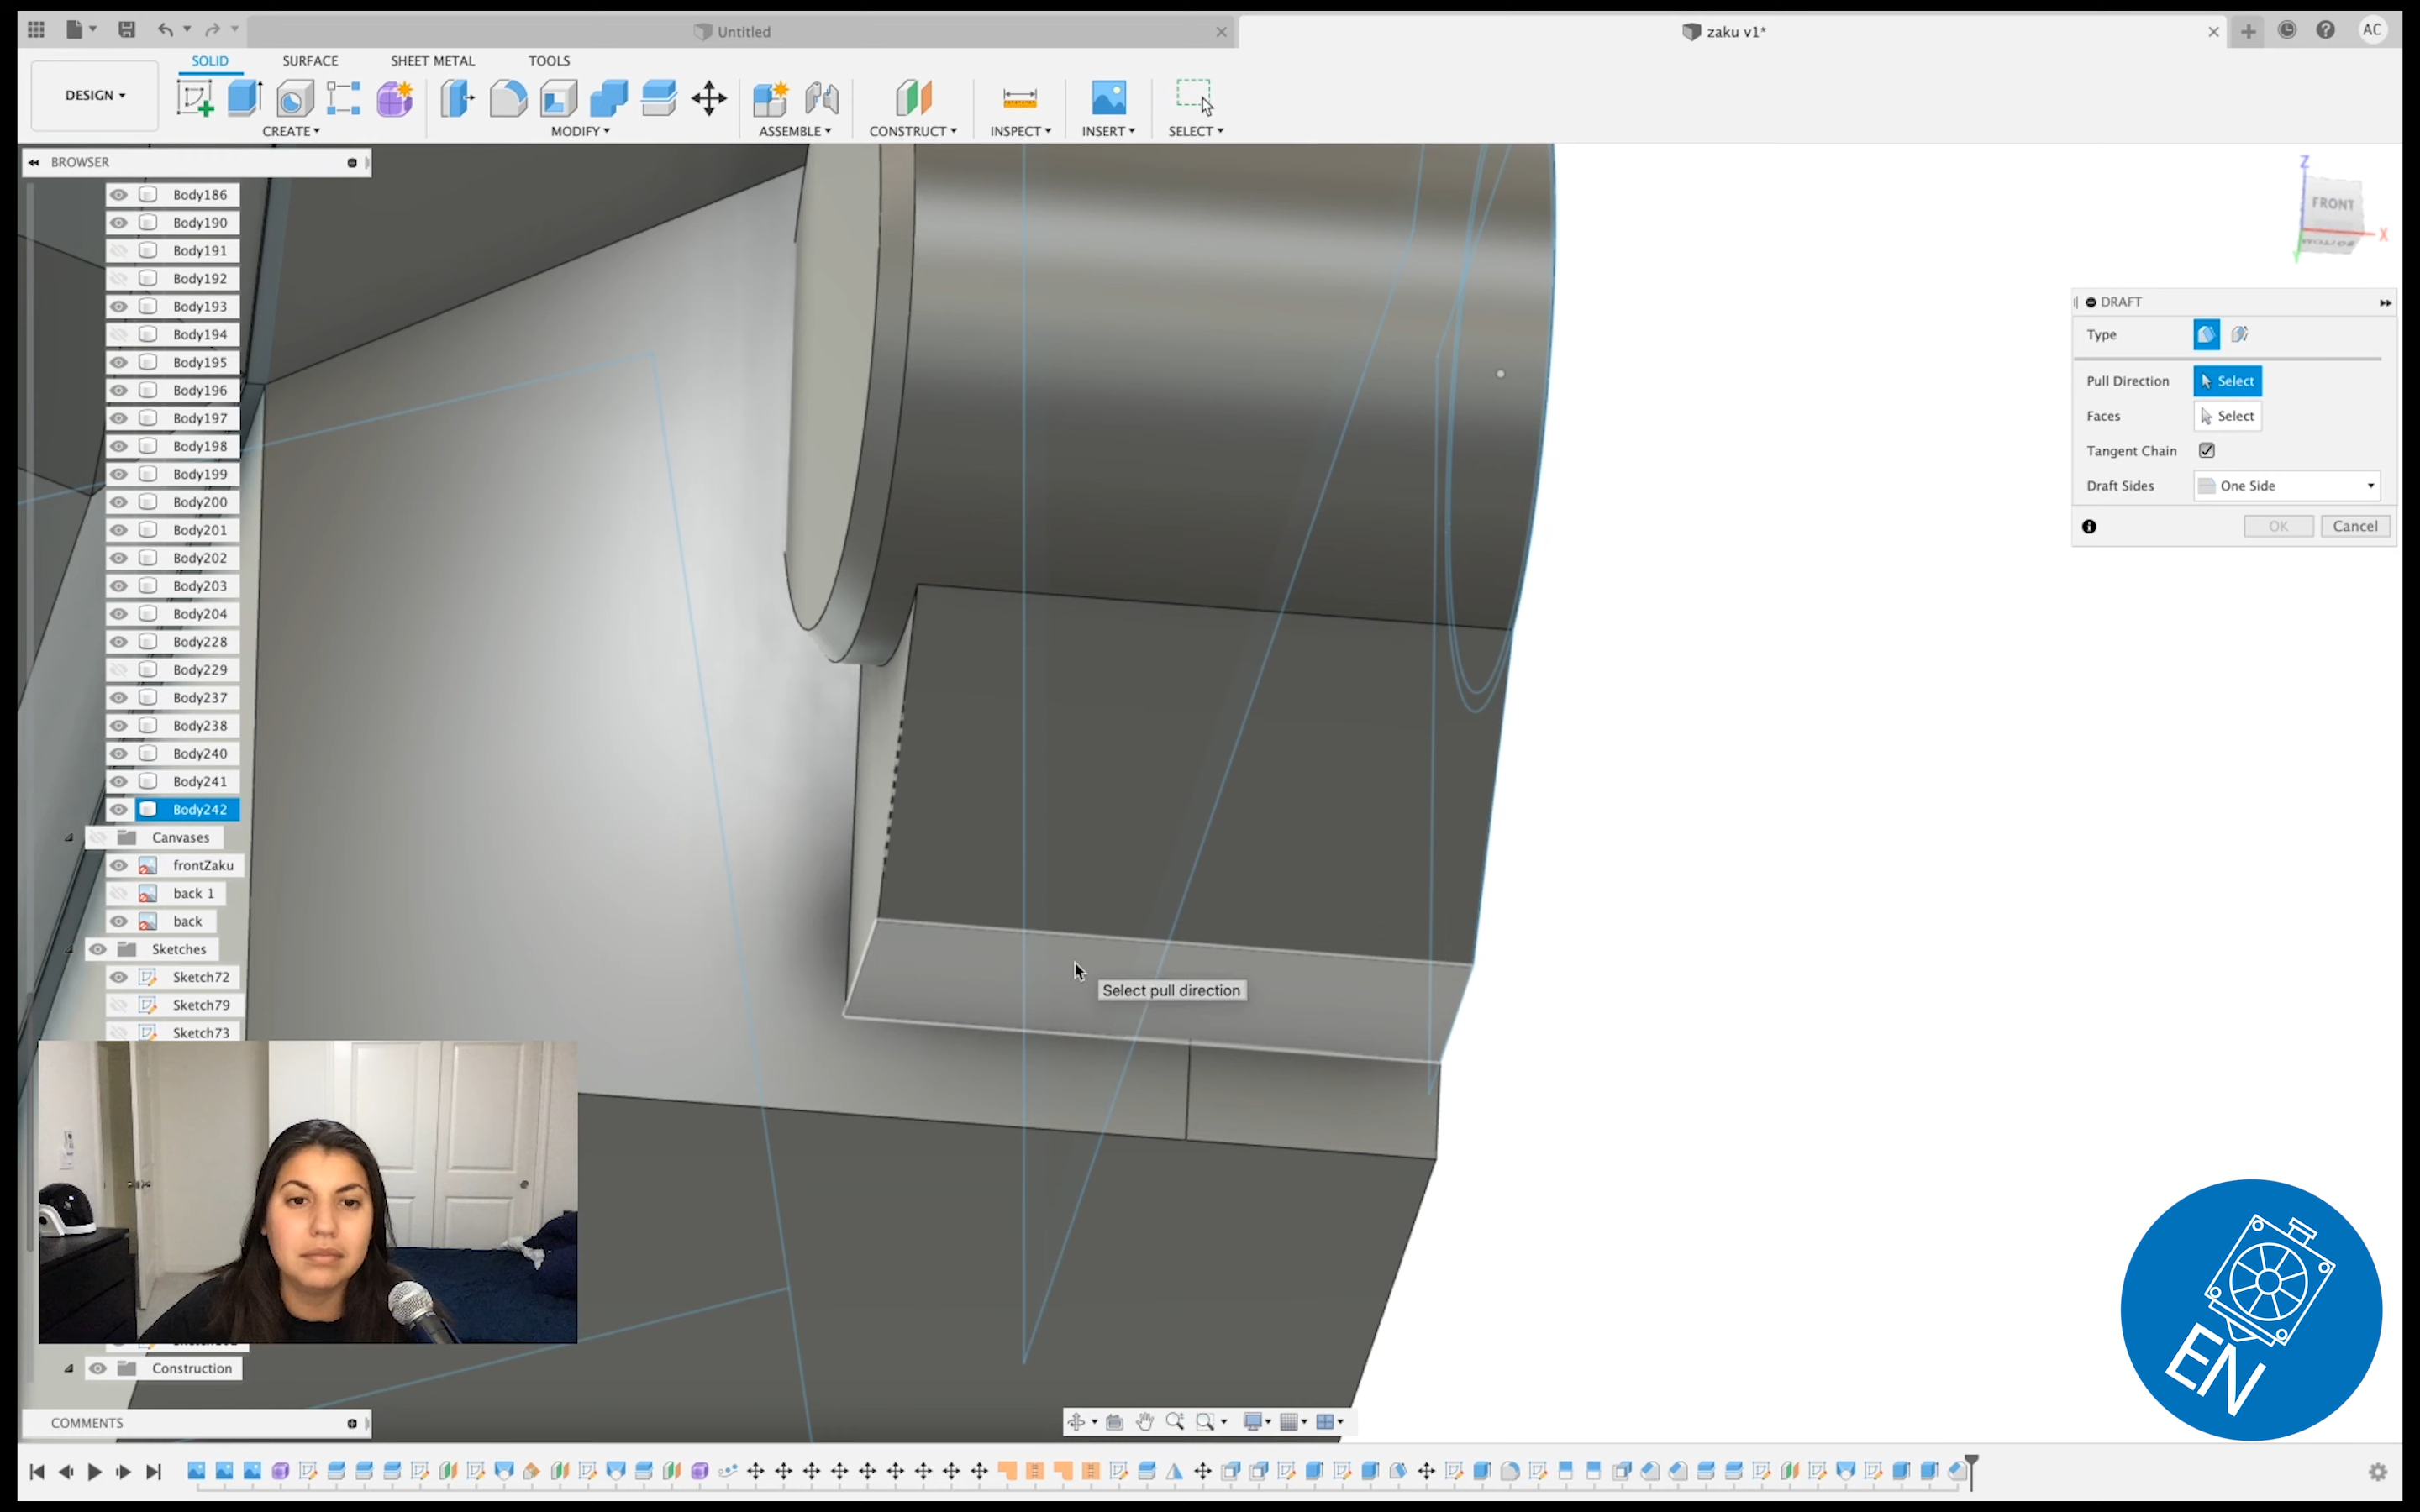 Untitled
zaku v1*
AC
DESIGN
SOLID
SURFACE
SHEET METAL
TOOLS
CREATE
MODIFY
ASSEMBLE
CONSTRUCT
INSPECT
INSERT
SELECT
BROWSER
Body186
Body190
Body191
Body192
Body193
Body194
Body195
Body196
Body197
Body198
Body199
Body200
Body201
Body202
Body203
Body204
Body228
Body229
Body237
Body238
Body240
Body241
Body242
Canvases
frontZaku
back 1
back
Sketches
Sketch72
Sketch79
Sketch73
Construction
COMMENTS
Z
FRONT
BOTTOM
X
Y
DRAFT
Type
Pull Direction
Select
Faces
Select
Tangent Chain
Draft Sides
One Side
OK
Cancel
Select pull direction
EN